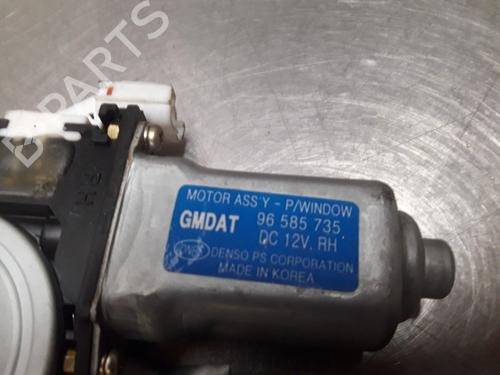 PARTS
MOTOR ASS'Y - P/WINDOW
GMDAT 96 585 735
DC 12V. RH
DENSO PS CORPORATION
MADE IN KOREA